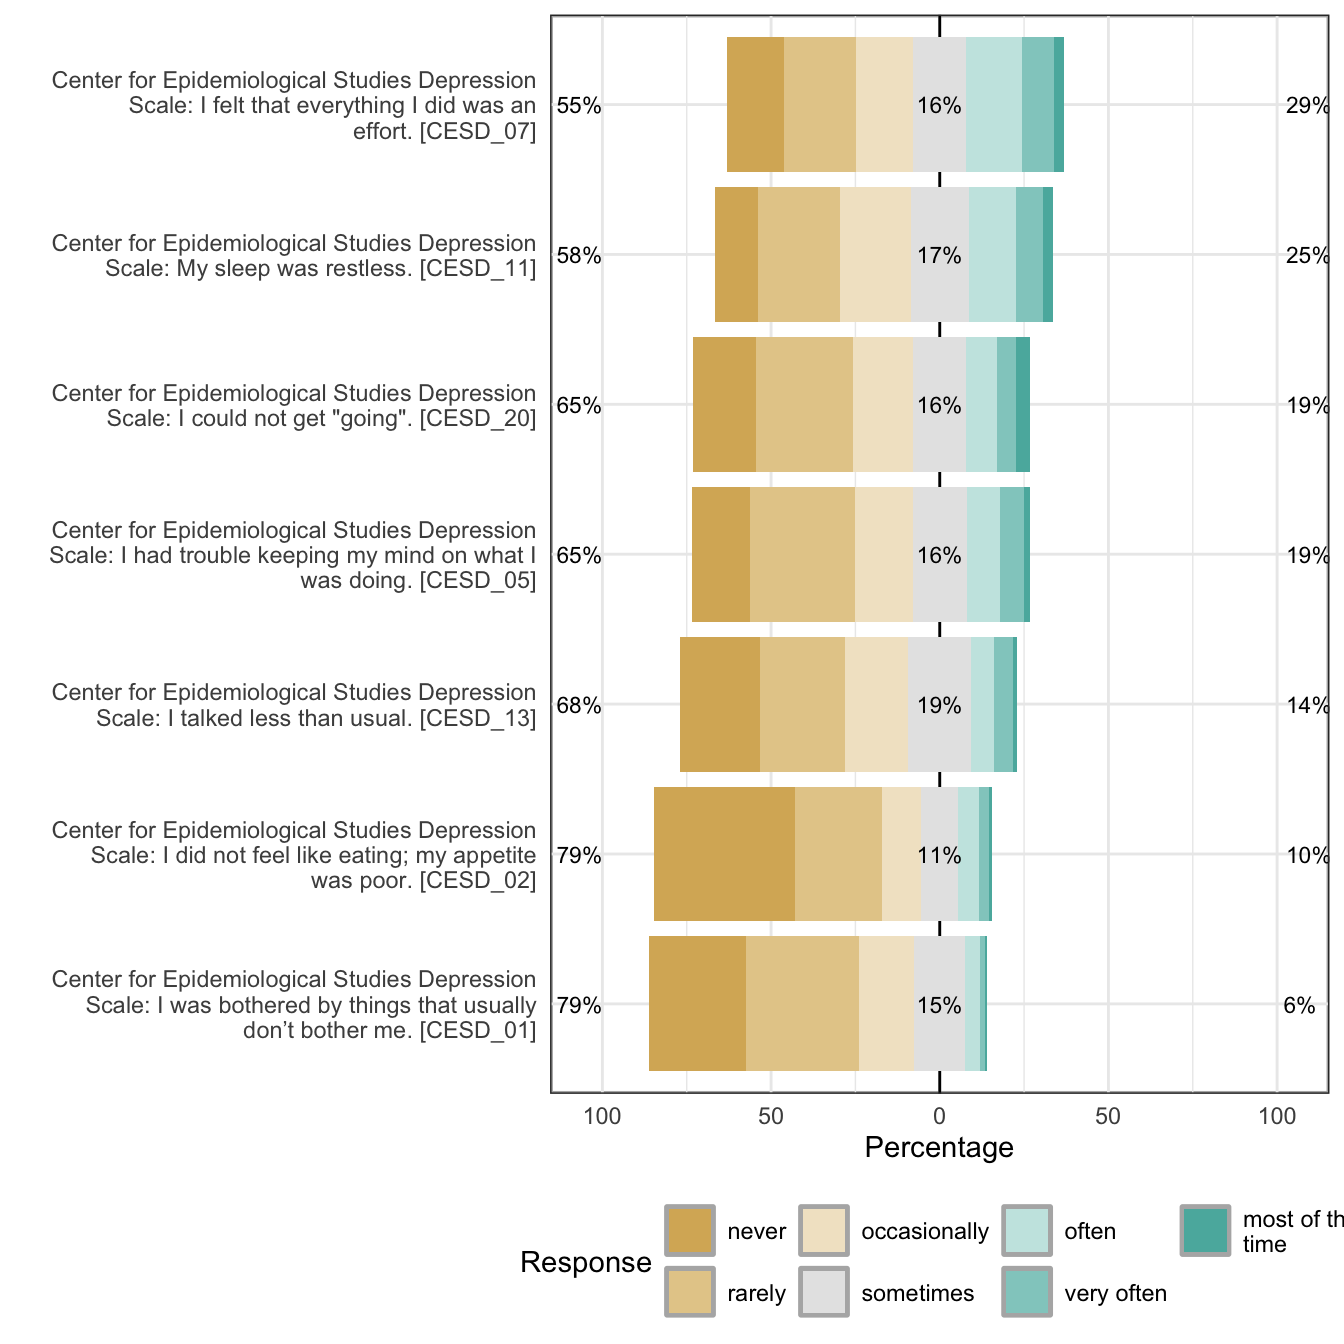 Center for Epidemiological Studies Depression
Scale: I felt that everything I did was an
effort. [CESD_07]
55%
16%
29%
Center for Epidemiological Studies Depression
Scale: My sleep was restless. [CESD_11]
58%
17%
25%
Center for Epidemiological Studies Depression
Scale: I could not get "going". [CESD_20]
65%
16%
19%
Center for Epidemiological Studies Depression
Scale: I had trouble keeping my mind on what I
was doing. [CESD_05]
65%
16%
19%
Center for Epidemiological Studies Depression
Scale: I talked less than usual. [CESD_13]
68%
19%
14%
Center for Epidemiological Studies Depression
Scale: I did not feel like eating; my appetite
was poor. [CESD_02]
79%
11%
10%
Center for Epidemiological Studies Depression
Scale: I was bothered by things that usually
don’t bother me. [CESD_01]
79%
15%
6%
100 50 0 50 100
Percentage
Response
never occasionally often most of th
time
rarely sometimes very often